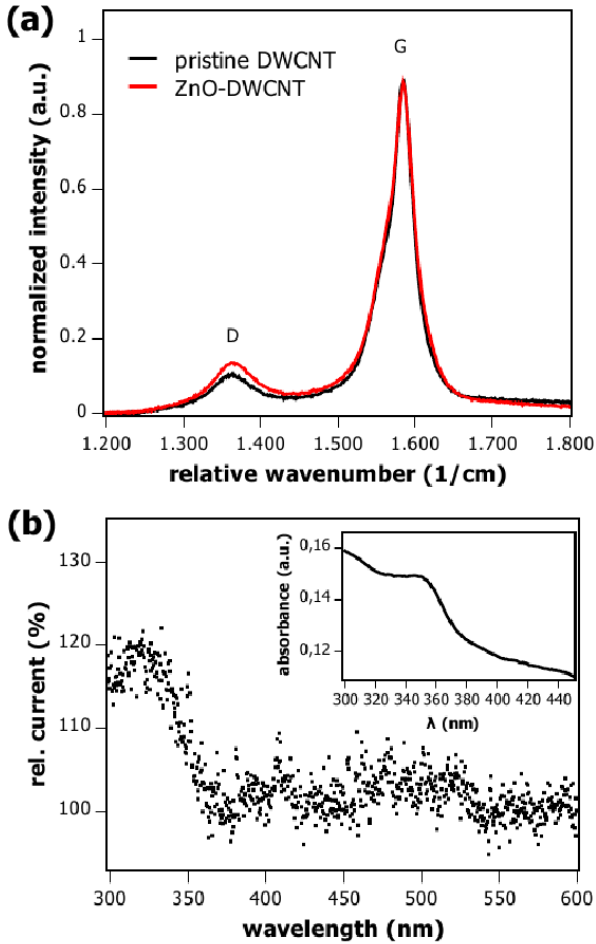 (a)
normalized intensity (a.u.)
1
0.8
0.6
0.4
0.2
0
pristine DWCNT
ZnO-DWCNT
G
D
1.200 1.300 1.400 1.500 1.600 1.700 1.800
relative wavenumber (1/cm)
(b)
rel. current (%)
130
120
110
100
absorbance (a.u.)
0,16
0,14
0,12
300 320 340 360 380 400 420 440
λ (nm)
300 350 400 450 500 550 600
wavelength (nm)